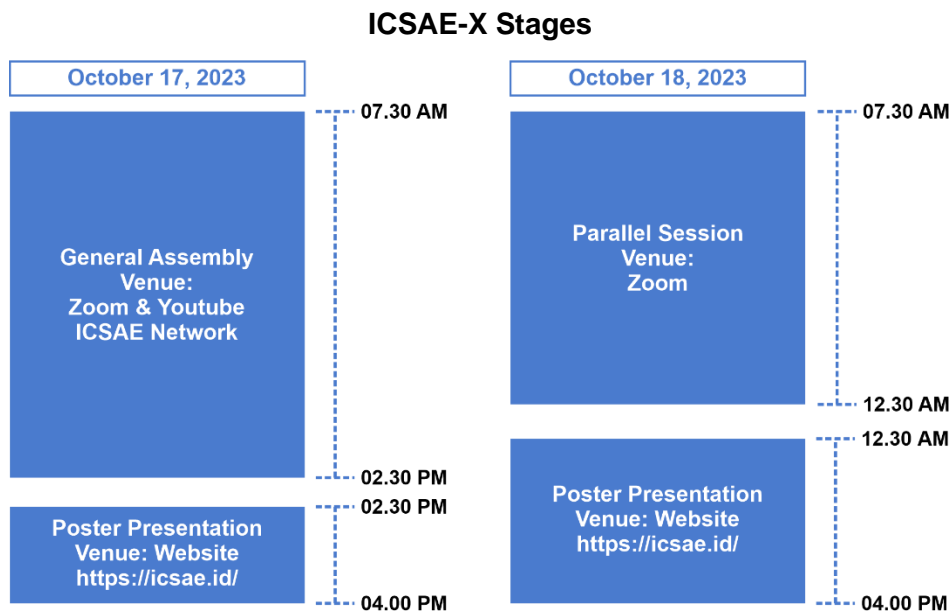 ICSAE-X Stages
October 17, 2023
07.30 AM
General Assembly
Venue:
Zoom & Youtube
ICSAE Network
02.30 PM
02.30 PM
Poster Presentation
Venue: Website
https://icsae.id/
04.00 PM
October 18, 2023
07.30 AM
Parallel Session
Venue:
Zoom
12.30 AM
12.30 AM
Poster Presentation
Venue: Website
https://icsae.id/
04.00 PM